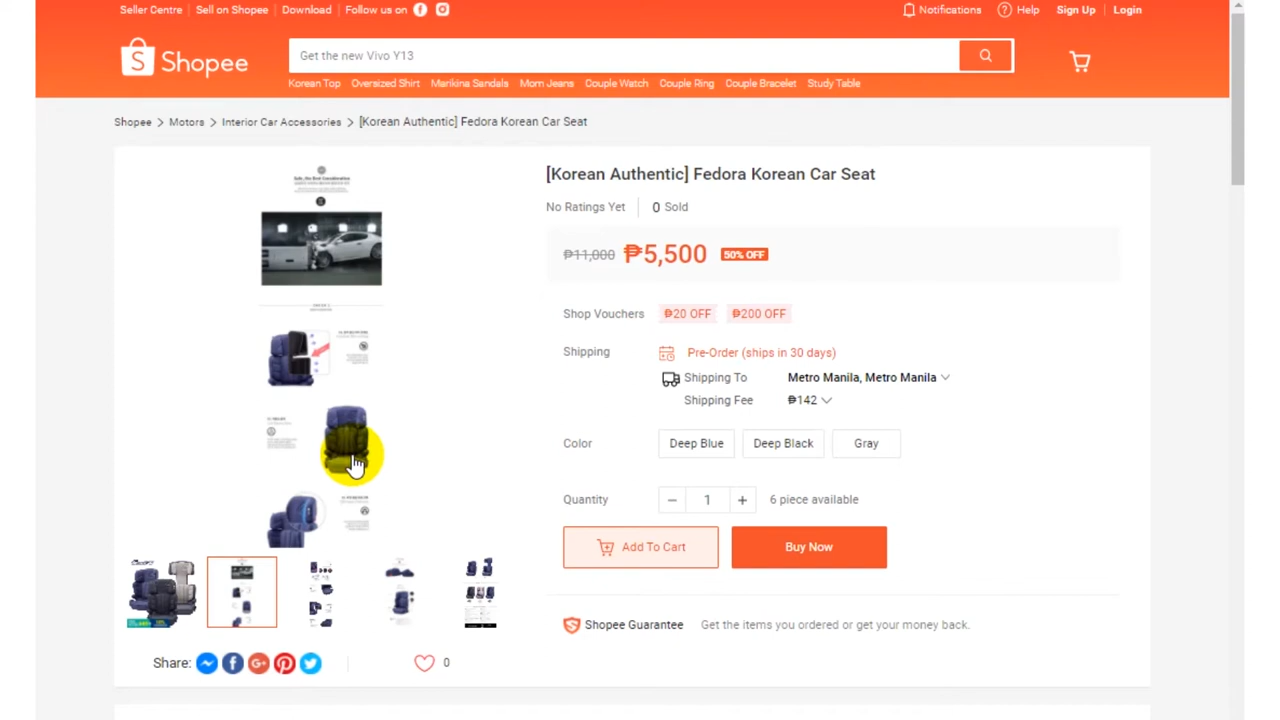 Seller Centre | Sell on Shopee | Download | Follow us on
Notifications Help Sign Up | Login
Shopee
Get the new Vivo Y13
Korean Top Oversized Shirt Marikina Sandals Mom Jeans Couple Watch Couple Ring Couple Bracelet Study Table
Shopee > Motors > Interior Car Accessories > [Korean Authentic] Fedora Korean Car Seat
[Korean Authentic] Fedora Korean Car Seat
No Ratings Yet 0 Sold
₱11,000 ₱5,500 50% OFF
Shop Vouchers ₱20 OFF ₱200 OFF
Shipping Pre-Order (ships in 30 days)
Shipping To Metro Manila, Metro Manila
Shipping Fee ₱142
Color Deep Blue Deep Black Gray
Quantity − 1 + 6 piece available
Add To Cart Buy Now
Shopee Guarantee Get the items you ordered or get your money back.
Share: 0